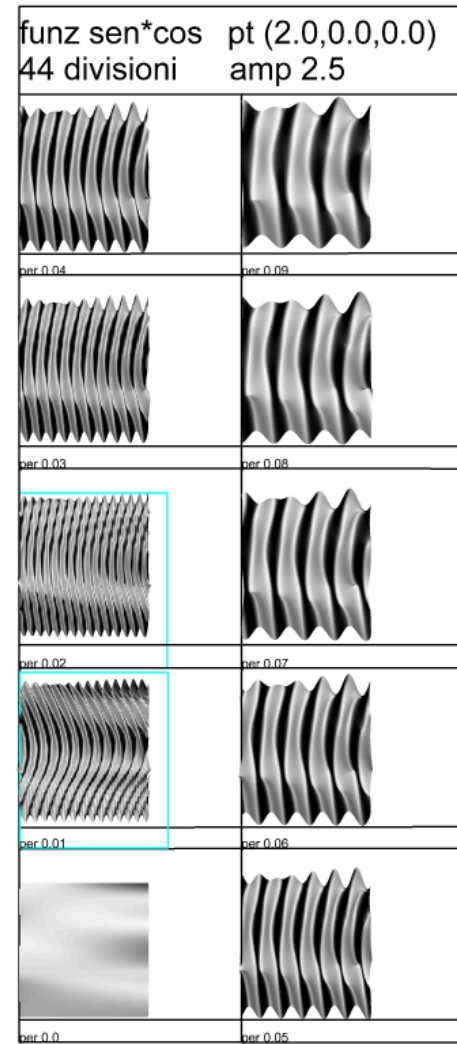 funz sen*cos pt (2.0,0.0,0.0)
44 divisioni amp 2.5
per 0.04 per 0.09
per 0.03 per 0.08
per 0.02 per 0.07
per 0.01 per 0.06
per 0.0 per 0.05